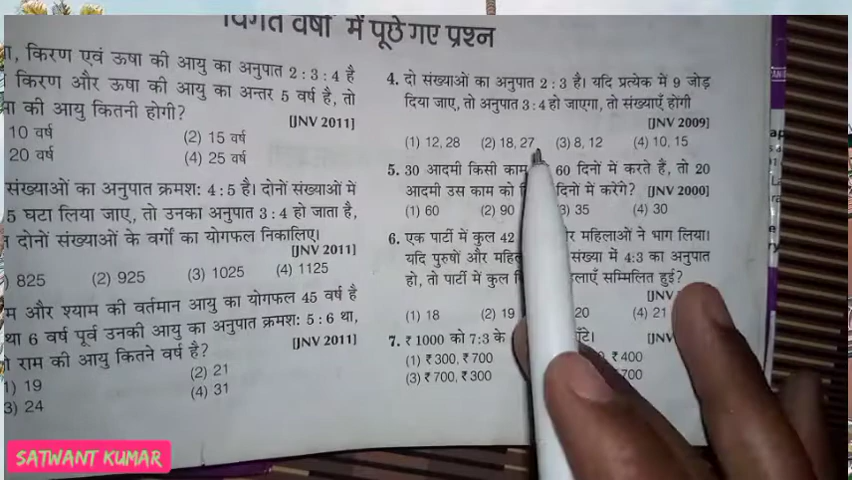 विगत वर्षों में पूछे गए प्रश्न
किरण एवं ऊषा की आयु का अनुपात 2 : 3 : 4 है
किरण और ऊषा की आयु का अन्तर 5 वर्ष है, तो
की आयु कितनी होगी?
[JNV 2011]
10 वर्ष (2) 15 वर्ष
20 वर्ष (4) 25 वर्ष
संख्याओं का अनुपात क्रमश: 4 : 5 है। दोनों संख्याओं में
5 घटा लिया जाए, तो उनका अनुपात 3 : 4 हो जाता है,
दोनों संख्याओं के वर्गों का योगफल निकालिए।
[JNV 2011]
825 (2) 925 (3) 1025 (4) 1125
और श्याम की वर्तमान आयु का योगफल 45 वर्ष है
6 वर्ष पूर्व उनकी आयु का अनुपात क्रमश: 5 : 6 था,
राम की आयु कितने वर्ष है?
[JNV 2011]
1) 19 (2) 21
3) 24 (4) 31
4. दो संख्याओं का अनुपात 2 : 3 है। यदि प्रत्येक में 9 जोड़
दिया जाए, तो अनुपात 3 : 4 हो जाएगा, तो संख्याएँ होंगी
[JNV 2009]
(1) 12, 28 (2) 18, 27 (3) 8, 12 (4) 10, 15
5. 30 आदमी किसी काम 60 दिनों में करते हैं, तो 20
आदमी उस काम को दिनों में करेंगे? [JNV 2000]
(1) 60 (2) 90 (3) 35 (4) 30
6. एक पार्टी में कुल 42 और महिलाओं ने भाग लिया।
यदि पुरुषों और संख्या में 4:3 का अनुपात
हो, तो पार्टी में कुल सम्मिलित हुईं?
(1) 18 (2) 19 20 (4) 21
7. ₹ 1000 को 7:3 के
(1) ₹ 300, ₹ 700 ₹ 400
(3) ₹ 700, ₹ 300 700
SATWANT KUMAR